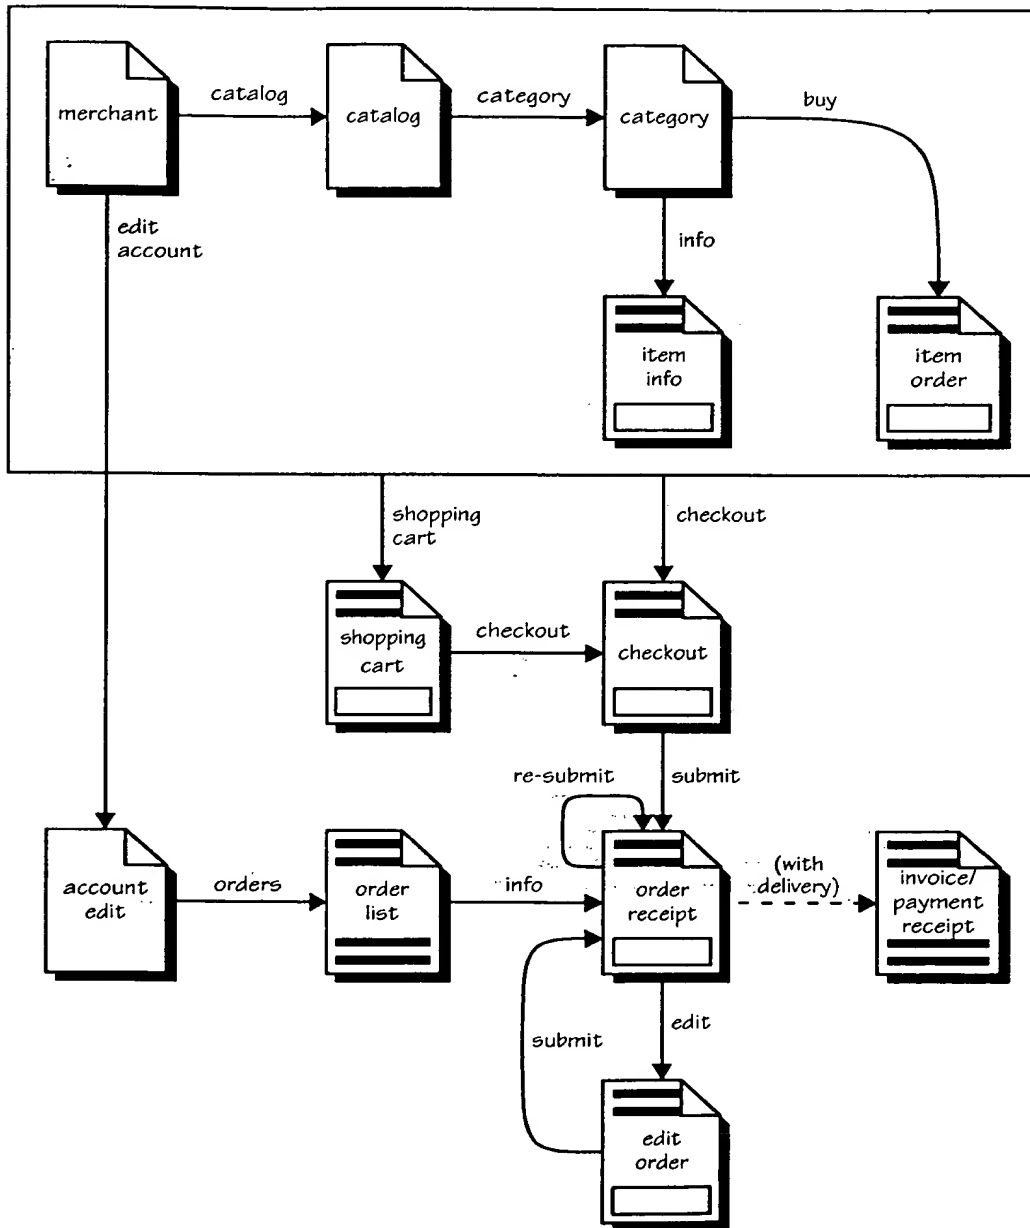 catalog
category
buy
merchant
catalog
category
edit
account
info
item
info
item
order
shopping
cart
checkout
shopping
cart
checkout
checkout
re-submit
submit
account
edit
orders
order
list
info
order
receipt
(with
delivery)
invoice/
payment
receipt
submit
edit
edit
order